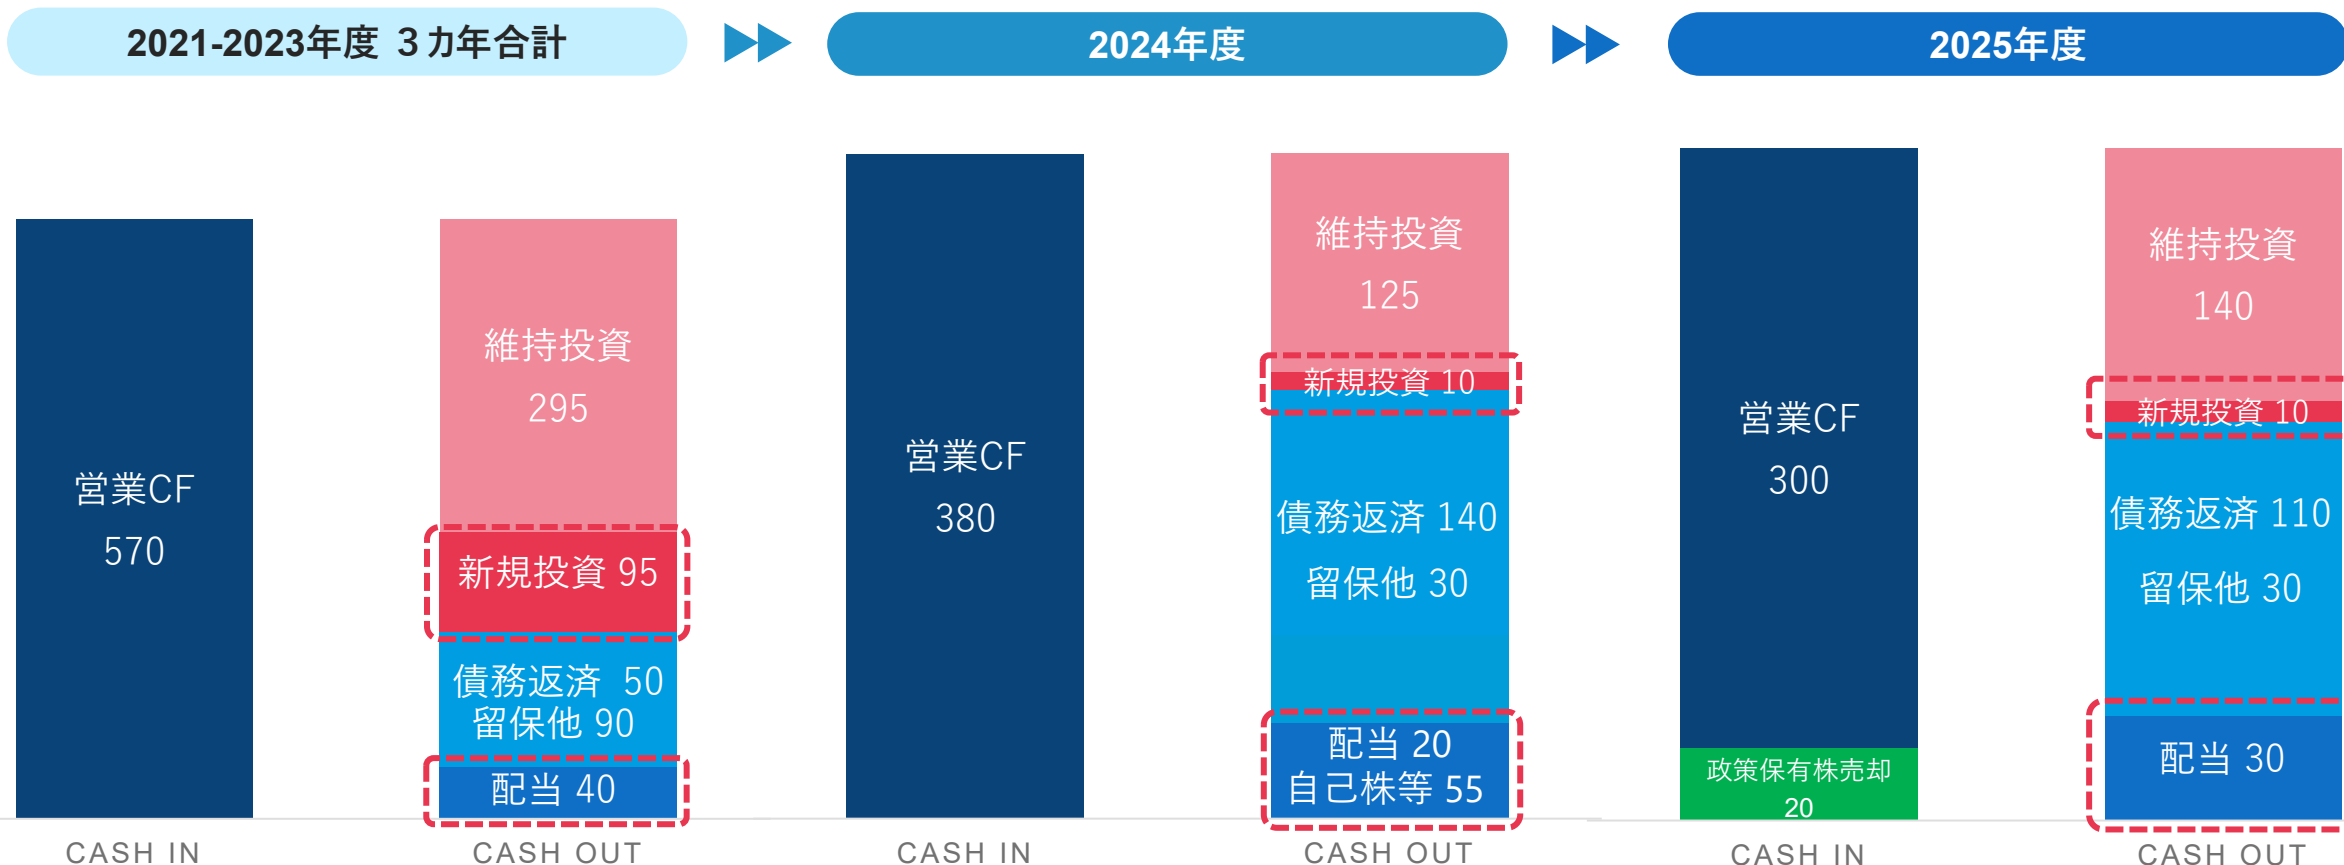 2021-2023年度 ３カ年合計
2024年度
2025年度
営業CF
570
維持投資
295
新規投資 95
債務返済 50
留保他 90
配当 40
CASH IN
CASH OUT
営業CF
380
維持投資
125
新規投資 10
債務返済 140
留保他 30
配当 20
自己株等 55
CASH IN
CASH OUT
営業CF
300
政策保有株売却
20
維持投資
140
新規投資 10
債務返済 110
留保他 30
配当 30
CASH IN
CASH OUT